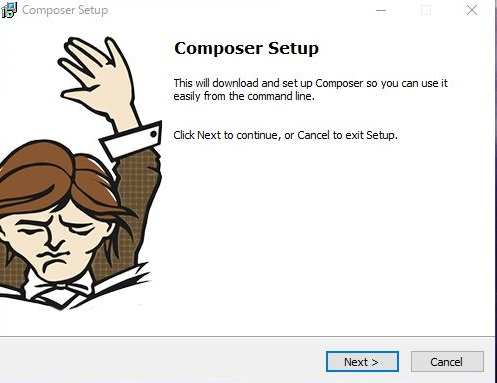 Composer Setup
Composer Setup
This will download and set up Composer so you can use it
easily from the command line.
Click Next to continue, or Cancel to exit Setup.
Next >
Cancel